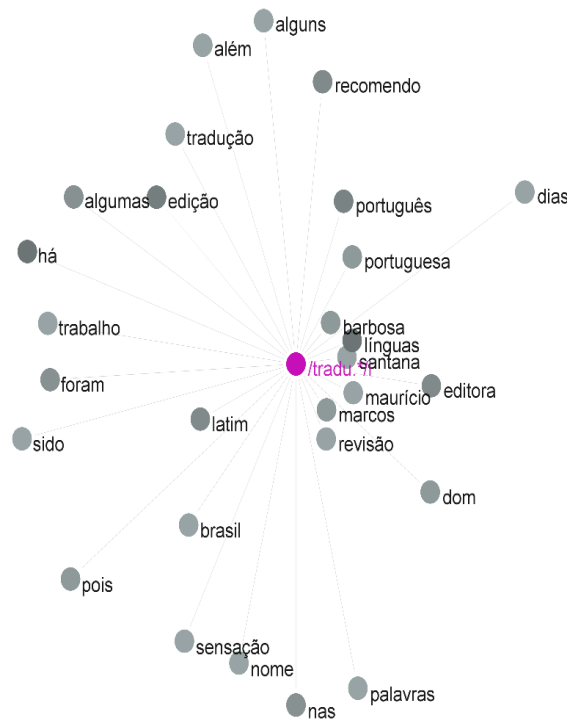 alguns
além
recomendo
tradução
algumas
edição
português
dias
há
portuguesa
trabalho
barbosa
línguas
santana
/tradu.*/i
foram
editora
maurício
marcos
latim
sido
revisão
dom
brasil
pois
sensação
nome
palavras
nas